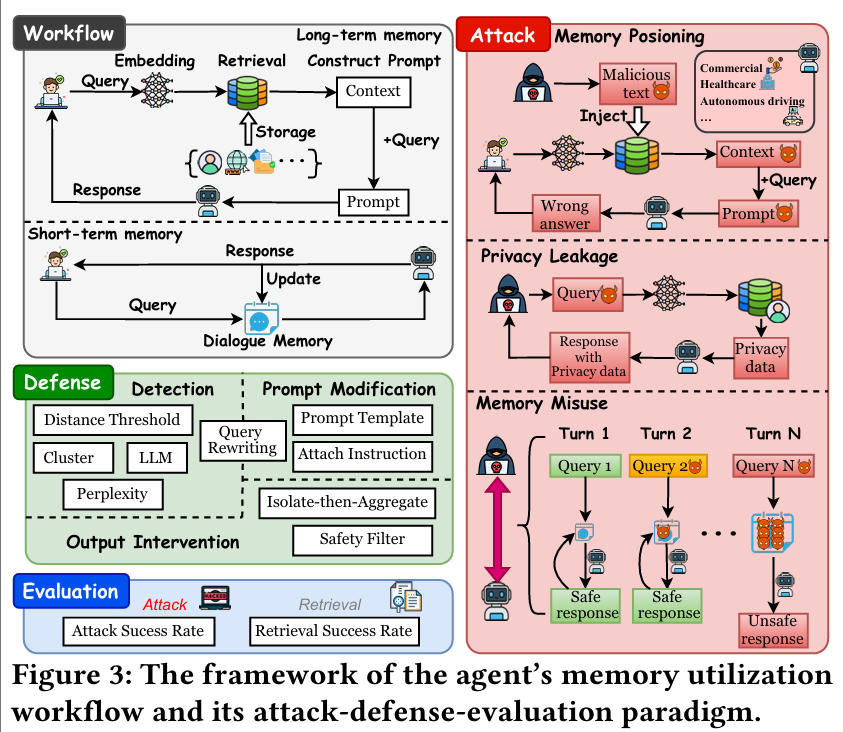 Workflow
Long-term memory
Embedding
Retrieval
Construct Prompt
Query
Context
Storage
+Query
Response
Prompt
Short-term memory
Response
Update
Query
Dialogue Memory
Defense
Detection
Prompt Modification
Distance Threshold
Cluster
LLM
Perplexity
Query
Rewriting
Prompt Template
Attach Instruction
Isolate-then-Aggregate
Output Intervention
Safety Filter
Evaluation
Attack
HACKED
Retrieval
Attack Sucess Rate
Retrieval Success Rate
Attack
Memory Posioning
Malicious
text
Commercial
Healthcare
Autonomous driving
...
Inject
Context
+Query
Wrong
answer
Prompt
Privacy Leakage
Query
Response
with
Privacy data
Privacy
data
Memory Misuse
Turn 1
Turn 2
Turn N
Query 1
Query 2
Query N
Safe
response
Safe
response
Unsafe
response
Figure 3: The framework of the agent's memory utilization
workflow and its attack-defense-evaluation paradigm.